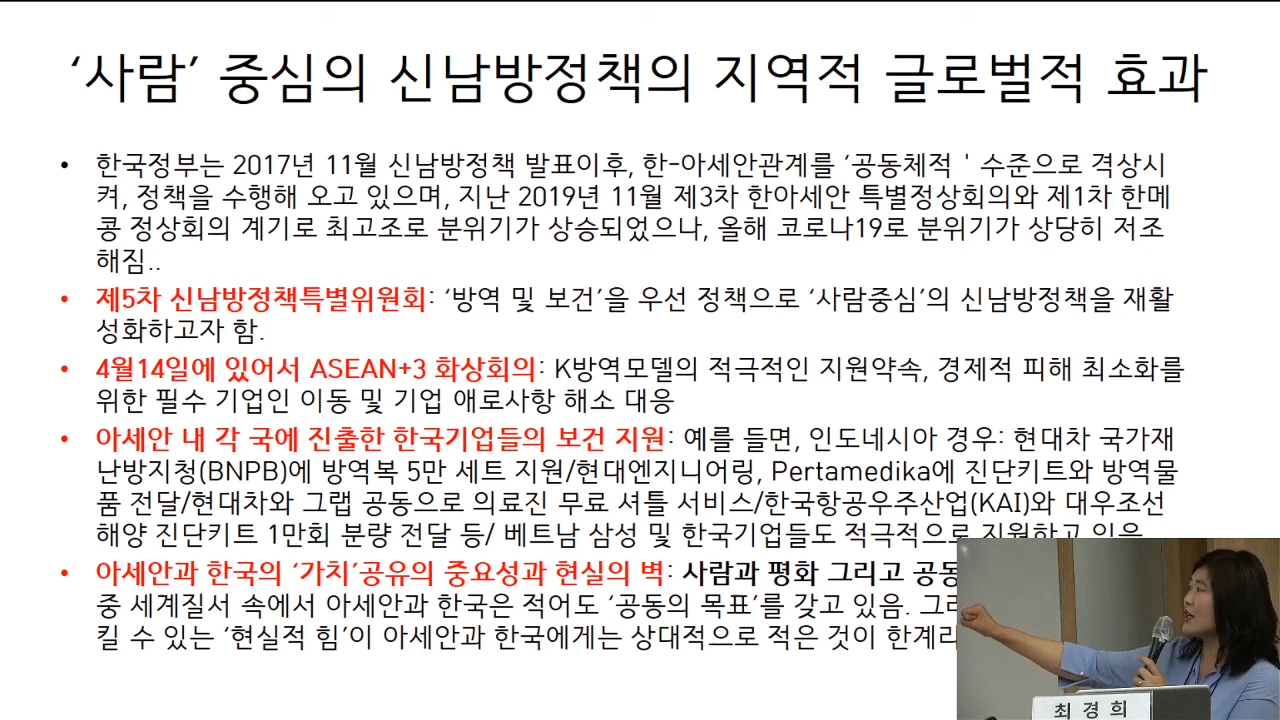 ‘사람’ 중심의 신남방정책의 지역적 글로벌적 효과
• 한국정부는 2017년 11월 신남방정책 발표이후, 한-아세안관계를 ‘공동체적 ' 수준으로 격상시
켜, 정책을 수행해 오고 있으며, 지난 2019년 11월 제3차 한아세안 특별정상회의와 제1차 한메
콩 정상회의 계기로 최고조로 분위기가 상승되었으나, 올해 코로나19로 분위기가 상당히 저조
해짐..
• 제5차 신남방정책특별위원회: ‘방역 및 보건’을 우선 정책으로 ‘사람중심’의 신남방정책을 재활
성화하고자 함.
• 4월14일에 있어서 ASEAN+3 화상회의: K방역모델의 적극적인 지원약속, 경제적 피해 최소화를
위한 필수 기업인 이동 및 기업 애로사항 해소 대응
• 아세안 내 각 국에 진출한 한국기업들의 보건 지원: 예를 들면, 인도네시아 경우: 현대차 국가재
난방지청(BNPB)에 방역복 5만 세트 지원/현대엔지니어링, Pertamedika에 진단키트와 방역물
품 전달/현대차와 그랩 공동으로 의료진 무료 셔틀 서비스/한국항공우주산업(KAI)와 대우조선
해양 진단키트 1만회 분량 전달 등/ 베트남 삼성 및 한국기업들도 적극적으로 지원하고 있음
• 아세안과 한국의 ‘가치’공유의 중요성과 현실의 벽: 사람과 평화 그리고 공동
중 세계질서 속에서 아세안과 한국은 적어도 ‘공동의 목표’를 갖고 있음.
킬 수 있는 ‘현실적 힘’이 아세안과 한국에게는 상대적으로 적은 것이
최 경 희